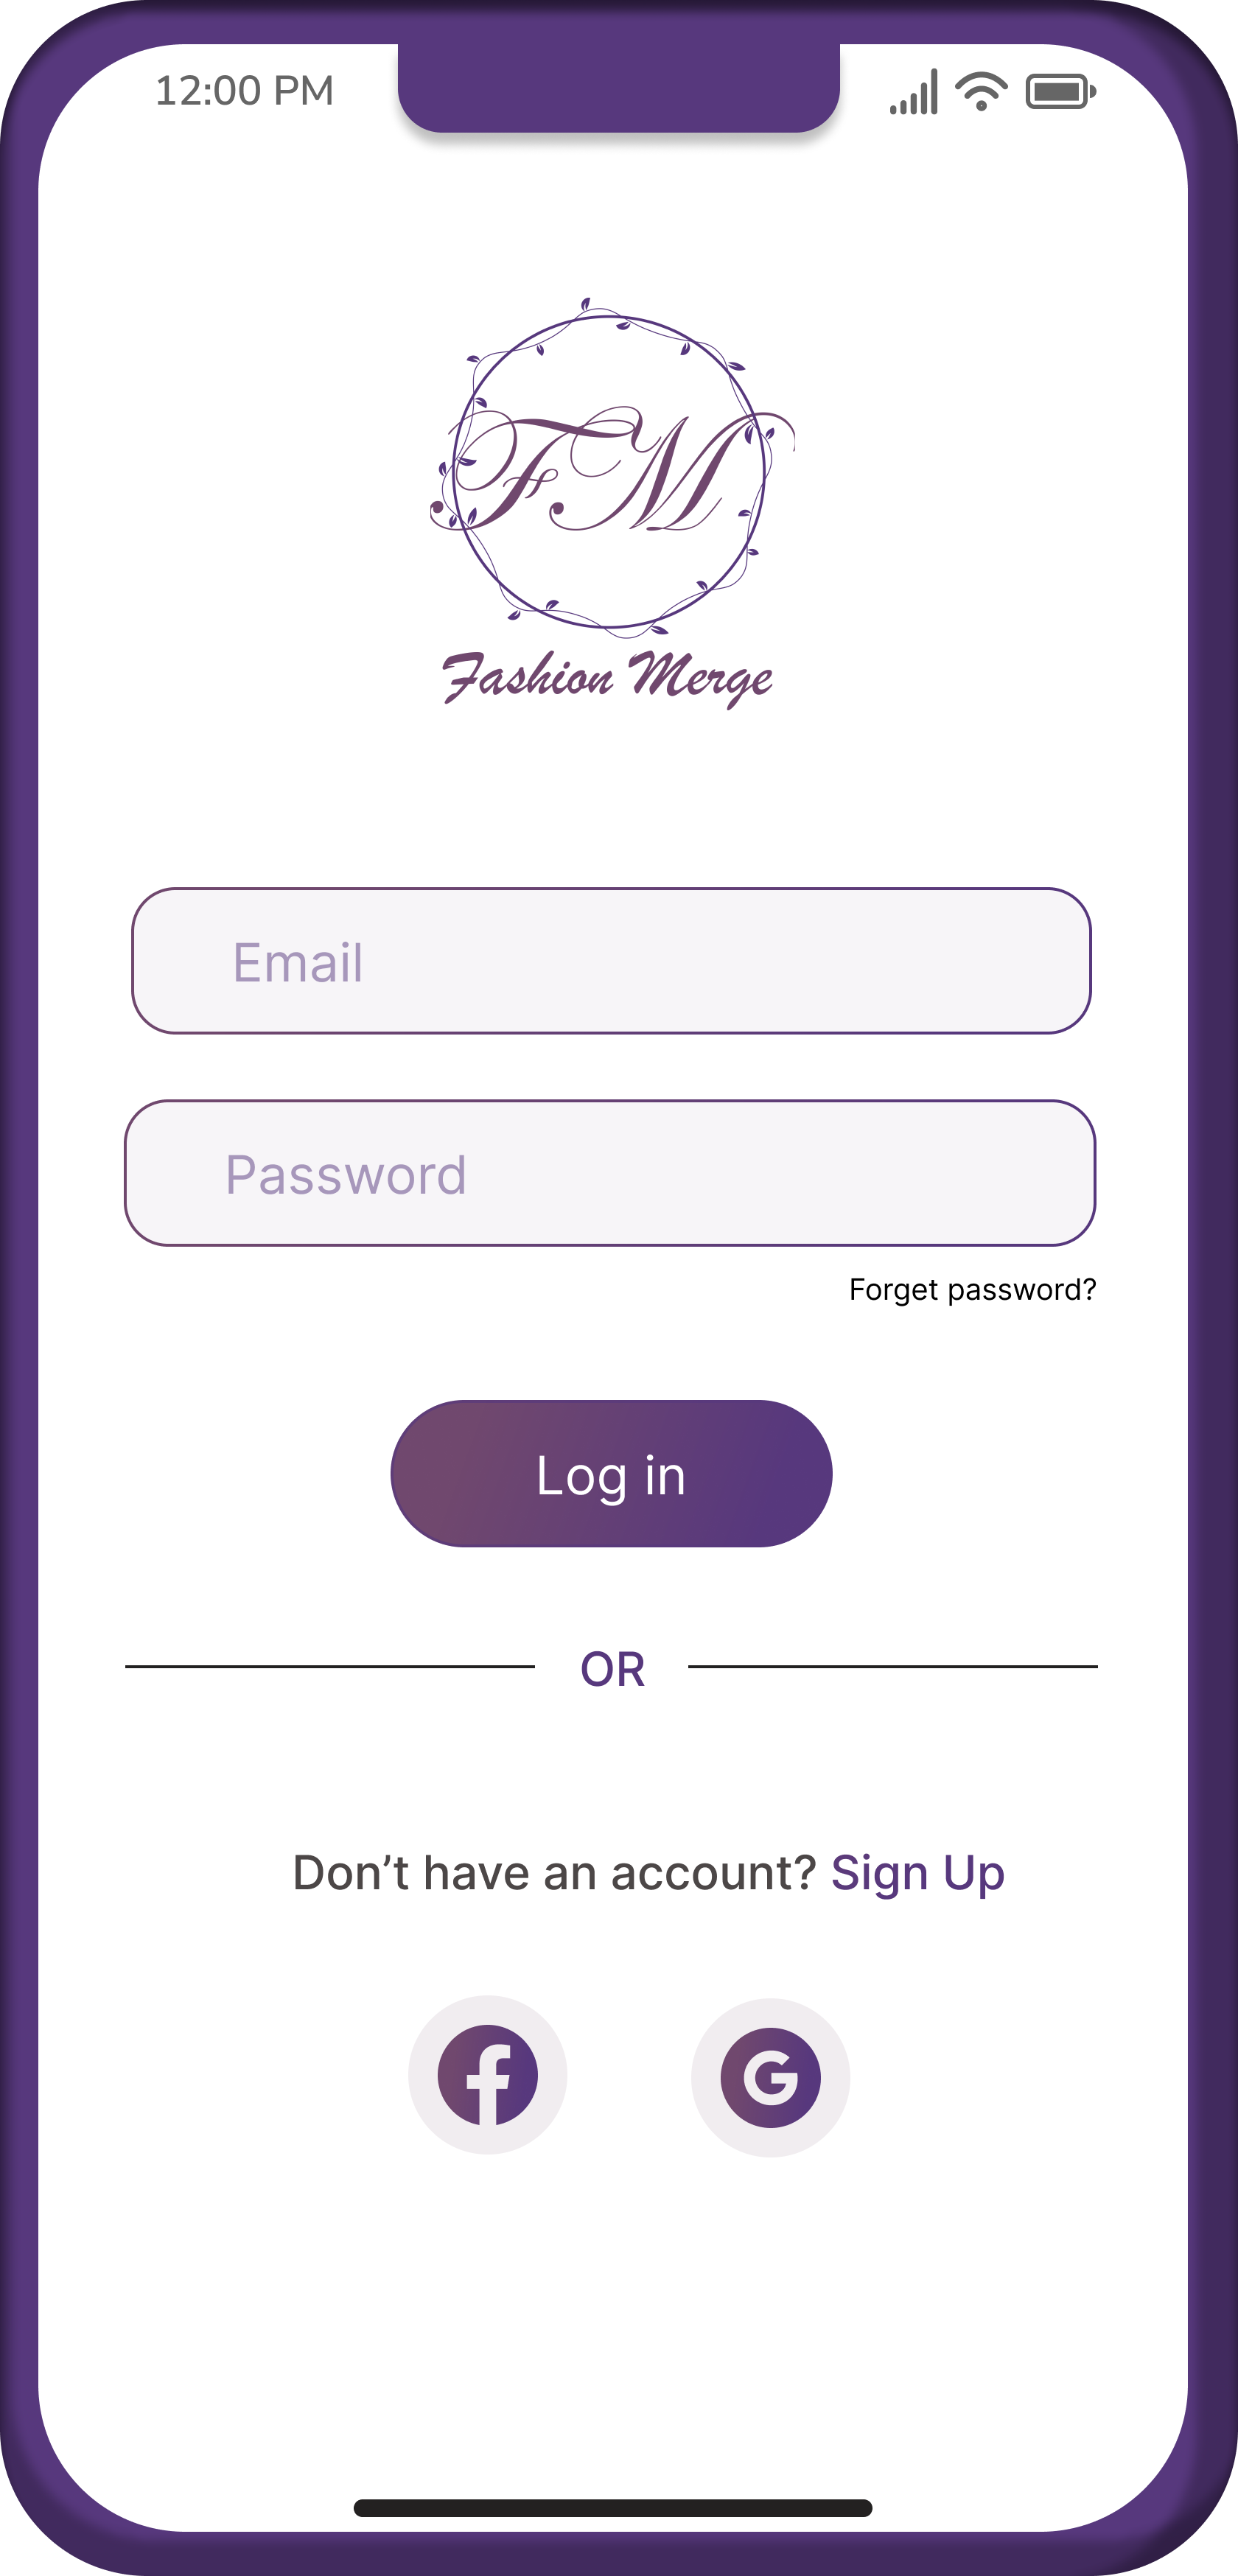 12:00 PM
FM
Fashion Merge
Email
Password
Forget password?
Log in
OR
Don’t have an account? Sign Up
f
G